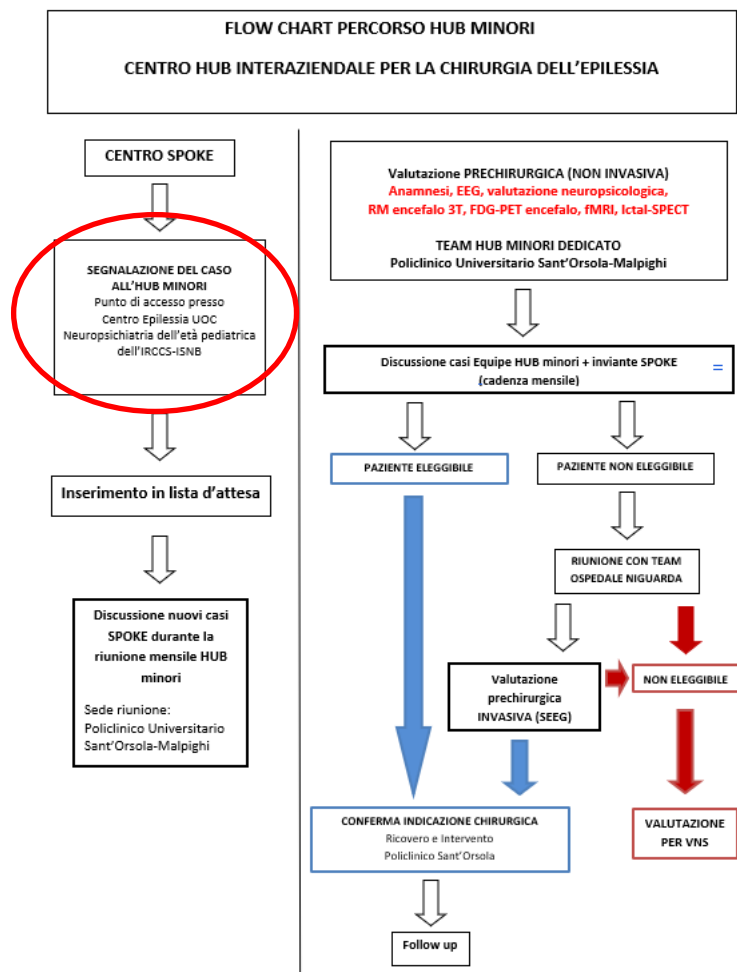 FLOW CHART PERCORSO HUB MINORI
CENTRO HUB INTERAZIENDALE PER LA CHIRURGIA DELL'EPILESSIA
CENTRO SPOKE
SEGNALAZIONE DEL CASO
ALL'HUB MINORI
Punto di accesso presso
Centro Epilessia UOC
Neuropsichiatria dell'età pediatrica
dell'IRCCS-ISNB
Inserimento in lista d'attesa
Discussione nuovi casi
SPOKE durante la
riunione mensile HUB
minori
Sede riunione:
Policlinico Universitario
Sant'Orsola-Malpighi
Valutazione PRECHIRURGICA (NON INVASIVA)
Anamnesi, EEG, valutazione neuropsicologica,
RM encefalo 3T, FDG-PET encefalo, fMRI, Ictal-SPECT
TEAM HUB MINORI DEDICATO
Policlinico Universitario Sant'Orsola-Malpighi
Discussione casi Equipe HUB minori + inviante SPOKE =
(cadenza mensile)
PAZIENTE ELEGGIBILE
PAZIENTE NON ELEGGIBILE
RIUNIONE CON TEAM
OSPEDALE NIGUARDA
Valutazione
prechirurgica
INVASIVA (SEEG)
NON ELEGGIBILE
CONFERMA INDICAZIONE CHIRURGICA
Ricovero e Intervento
Policlinico Sant'Orsola
VALUTAZIONE
PER VNS
Follow up